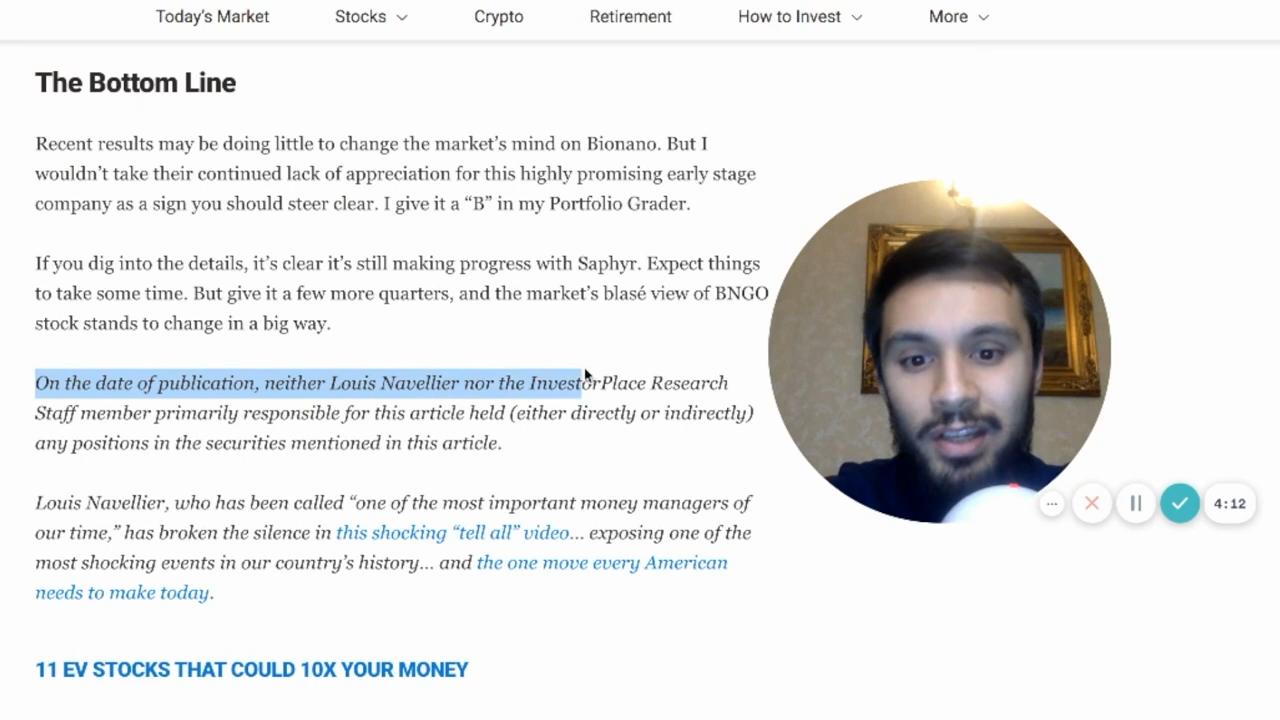 Today's Market Stocks Crypto Retirement How to Invest More
The Bottom Line
Recent results may be doing little to change the market's mind on Bionano. But I
wouldn't take their continued lack of appreciation for this highly promising early stage
company as a sign you should steer clear. I give it a “B” in my Portfolio Grader.
If you dig into the details, it's clear it's still making progress with Saphyr. Expect things
to take some time. But give it a few more quarters, and the market's blasé view of BNGO
stock stands to change in a big way.
On the date of publication, neither Louis Navellier nor the InvestorPlace Research
Staff member primarily responsible for this article held (either directly or indirectly)
any positions in the securities mentioned in this article.
Louis Navellier, who has been called “one of the most important money managers of
our time,” has broken the silence in this shocking “tell all” video… exposing one of the
most shocking events in our country's history… and the one move every American
needs to make today.
4:12
11 EV STOCKS THAT COULD 10X YOUR MONEY